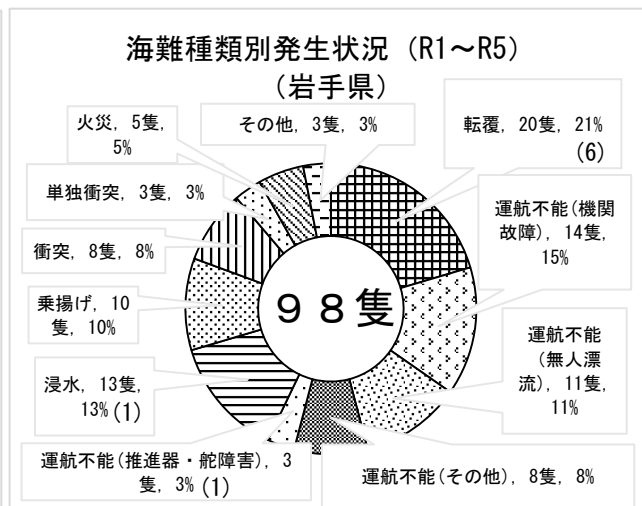 海難種類別発生状況（R1～R5）
（岩手県）
火災, 5隻,
5%
その他, 3隻, 3%
転覆, 20隻, 21%
(6)
単独衝突, 3隻, 3%
運航不能(機関
故障), 14隻,
15%
衝突, 8隻, 8%
９８隻
乗揚げ, 10
隻, 10%
運航不能
(無人漂
流), 11隻,
11%
浸水, 13隻,
13% (1)
運航不能(推進器・舵障害), 3
隻, 3% (1)
運航不能(その他), 8隻, 8%